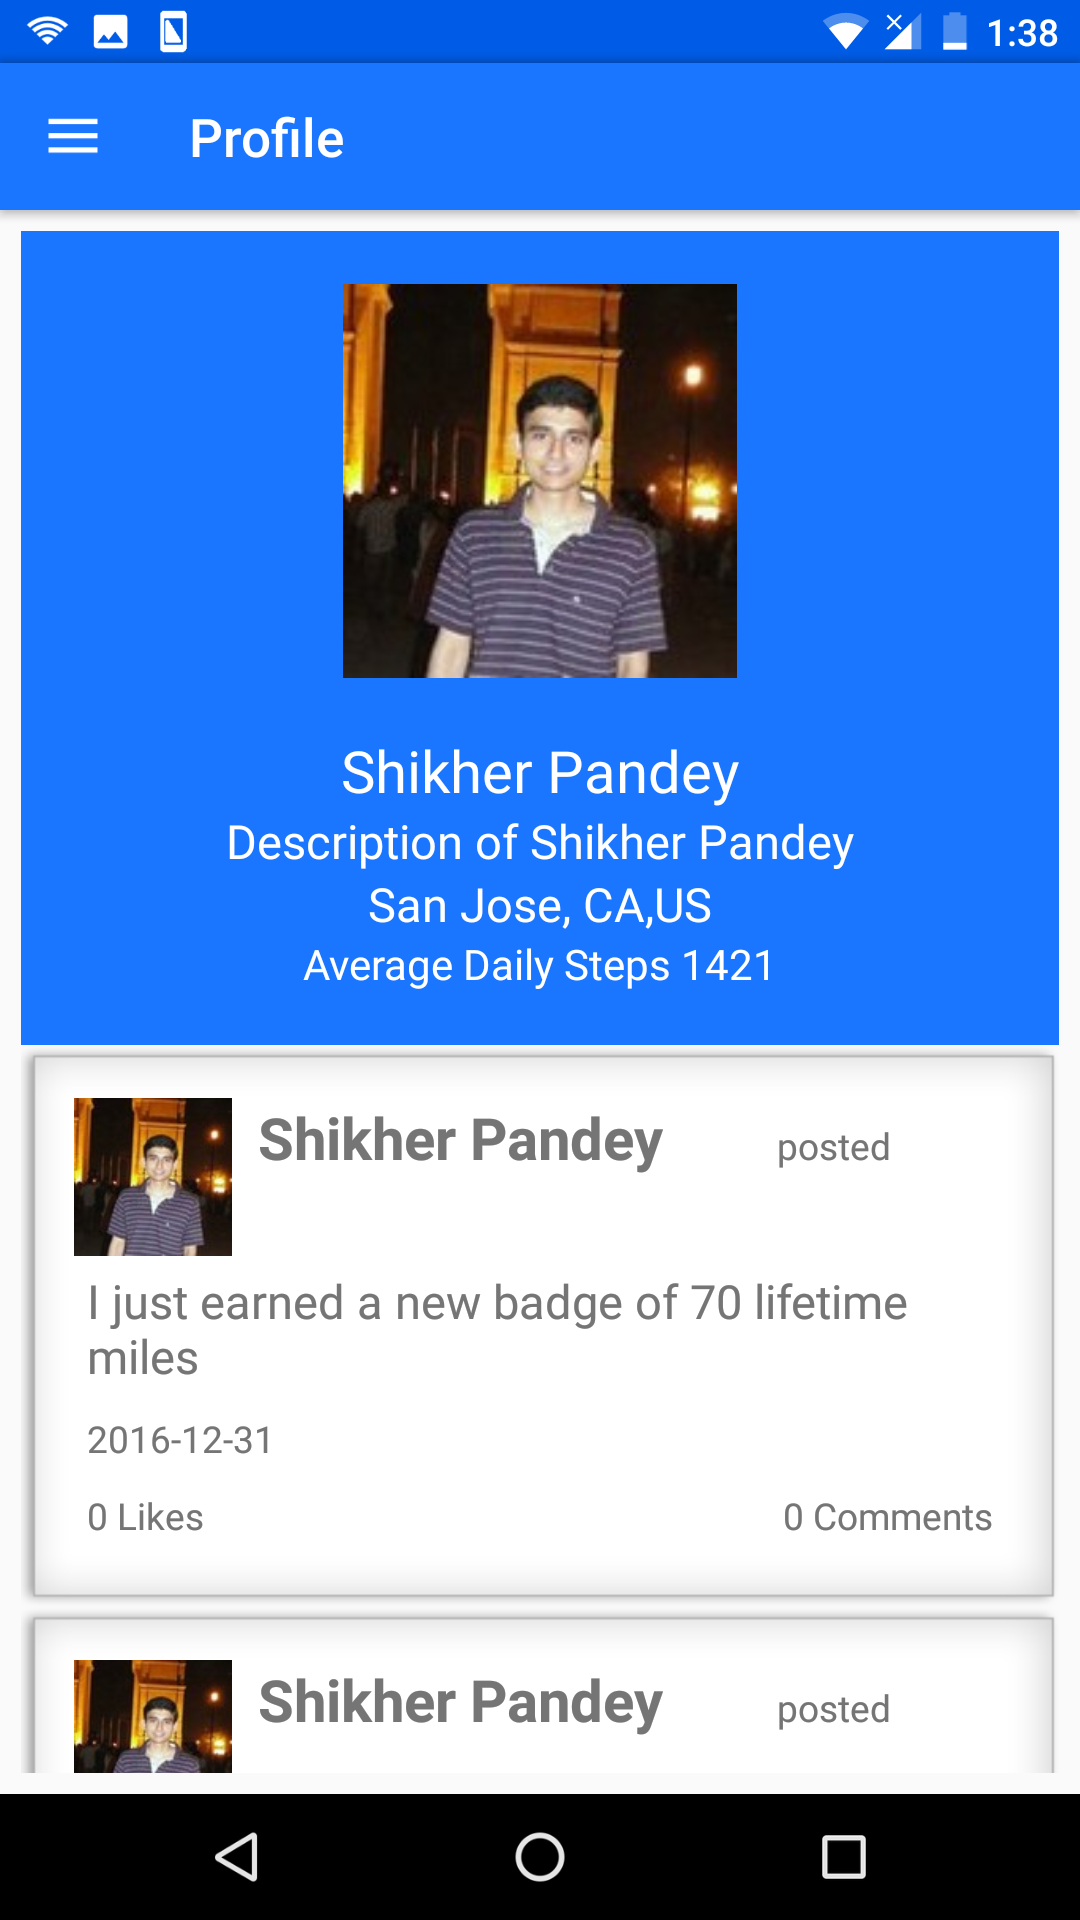 1:38
Profile
Shikher Pandey
Description of Shikher Pandey
San Jose, CA,US
Average Daily Steps 1421
Shikher Pandey posted
I just earned a new badge of 70 lifetime
miles
2016-12-31
0 Likes 0 Comments
Shikher Pandey posted